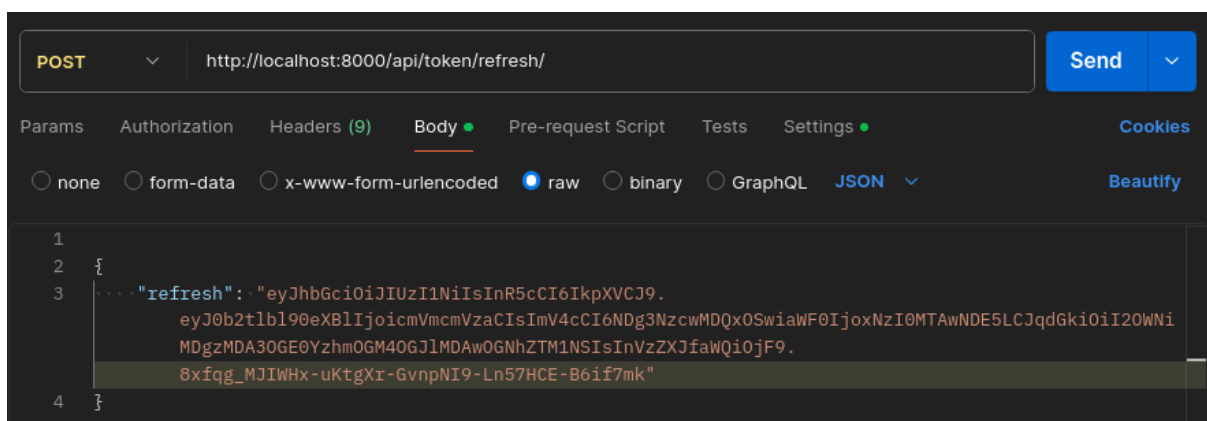 POST http://localhost:8000/api/token/refresh/ Send
Params Authorization Headers (9) Body Pre-request Script Tests Settings Cookies
none form-data x-www-form-urlencoded raw binary GraphQL JSON Beautify
1
2 {
3 ····"refresh":·"eyJhbGciOiJIUzI1NiIsInR5cCI6IkpXVCJ9.
eyJ0b2tlbl90eXBlIjoicmVmcmVzaCIsImV4cCI6NDg3NzcwMDQxOSwiaWF0IjoxNzI0MTAwNDE5LCJqdGkiOiI2OWNi
MDgzMDA3OGE0YzhmOGM4OGJlMDAwOGNhZTM1NSIsInVzZXJfaWQiOjF9.
8xfqg_MJIWHx-uKtgXr-GvnpNI9-Ln57HCE-B6if7mk"
4 }